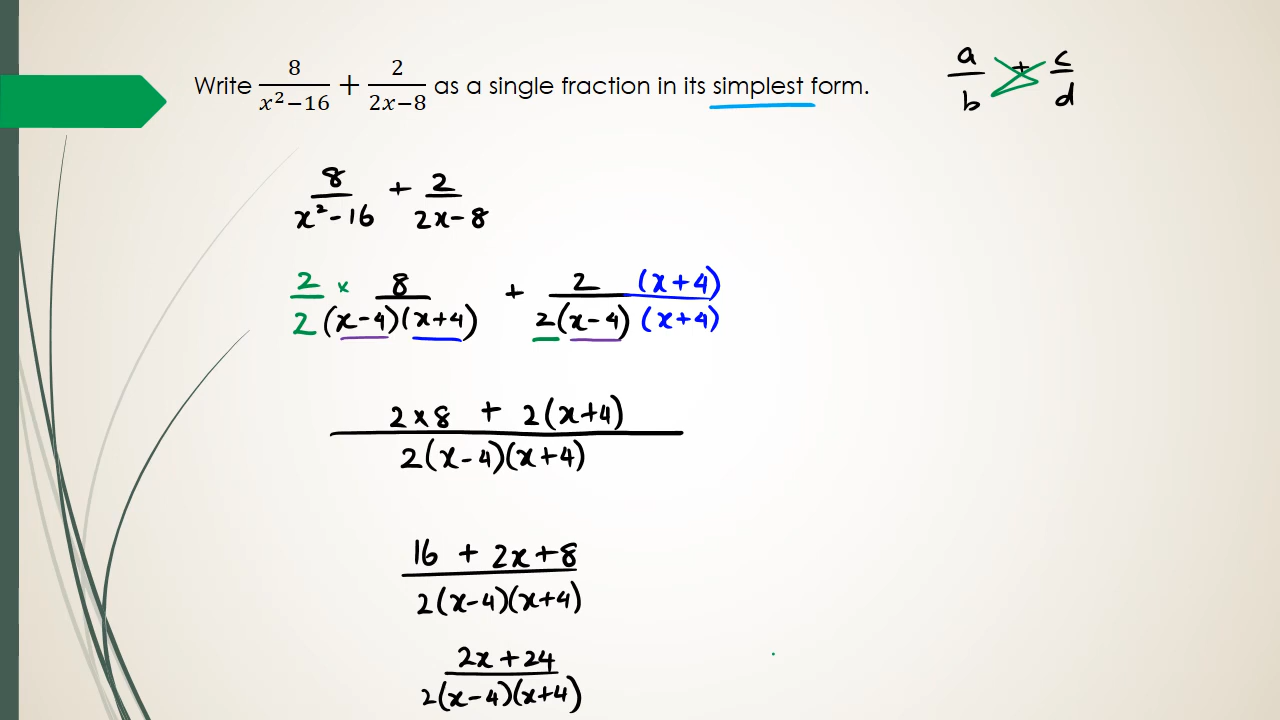 Write 8/(x²−16) + 2/(2x−8) as a single fraction in its simplest form.
a/b + c/d
8/(x²−16) + 2/(2x−8)
2/2 × 8/((x−4)(x+4)) + 2(x+4)/(2(x−4)(x+4))
(2×8 + 2(x+4))/(2(x−4)(x+4))
(16 + 2x+8)/(2(x−4)(x+4))
(2x+24)/(2(x−4)(x+4))